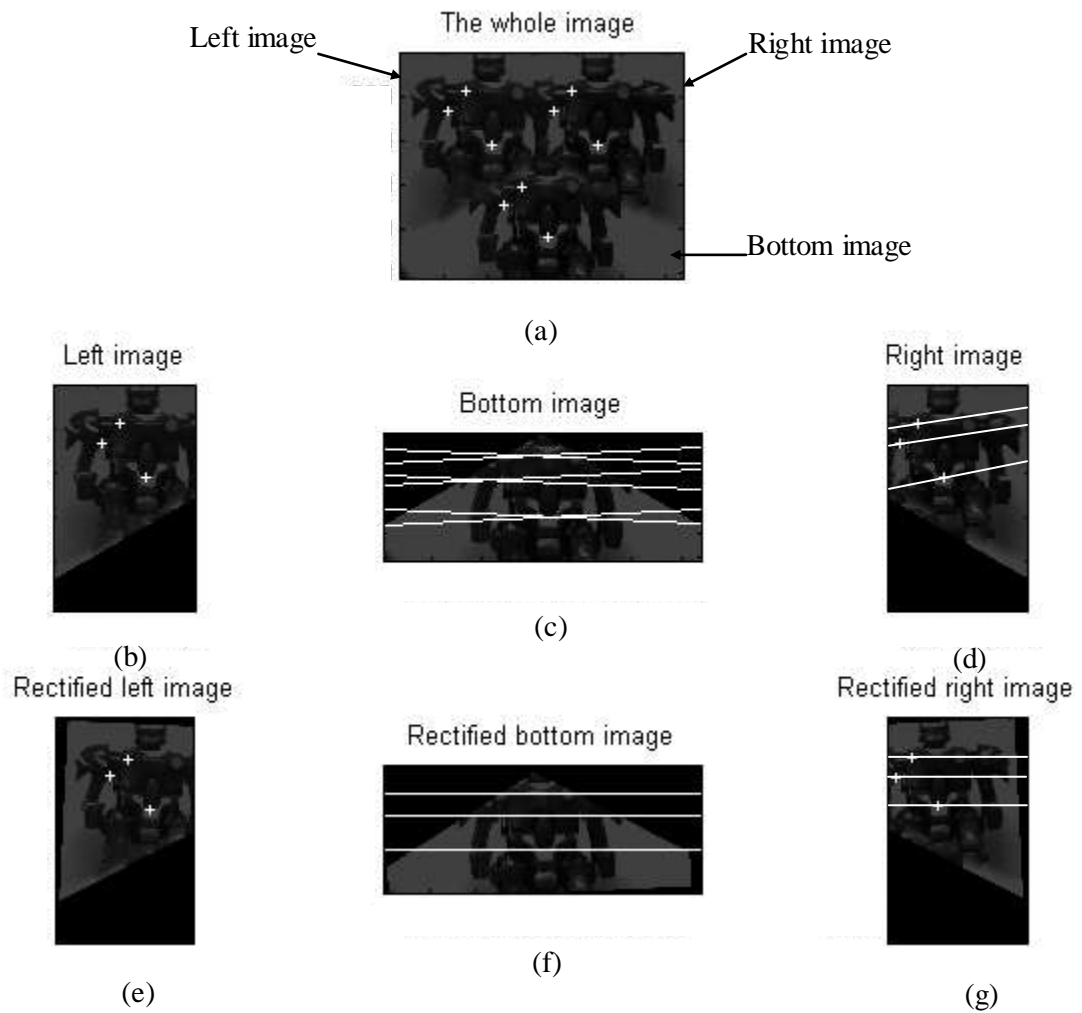 The whole image
Left image
Right image
Bottom image
(a)
Left image
Bottom image
Right image
(b)
(c)
(d)
Rectified left image
Rectified bottom image
Rectified right image
(e)
(f)
(g)